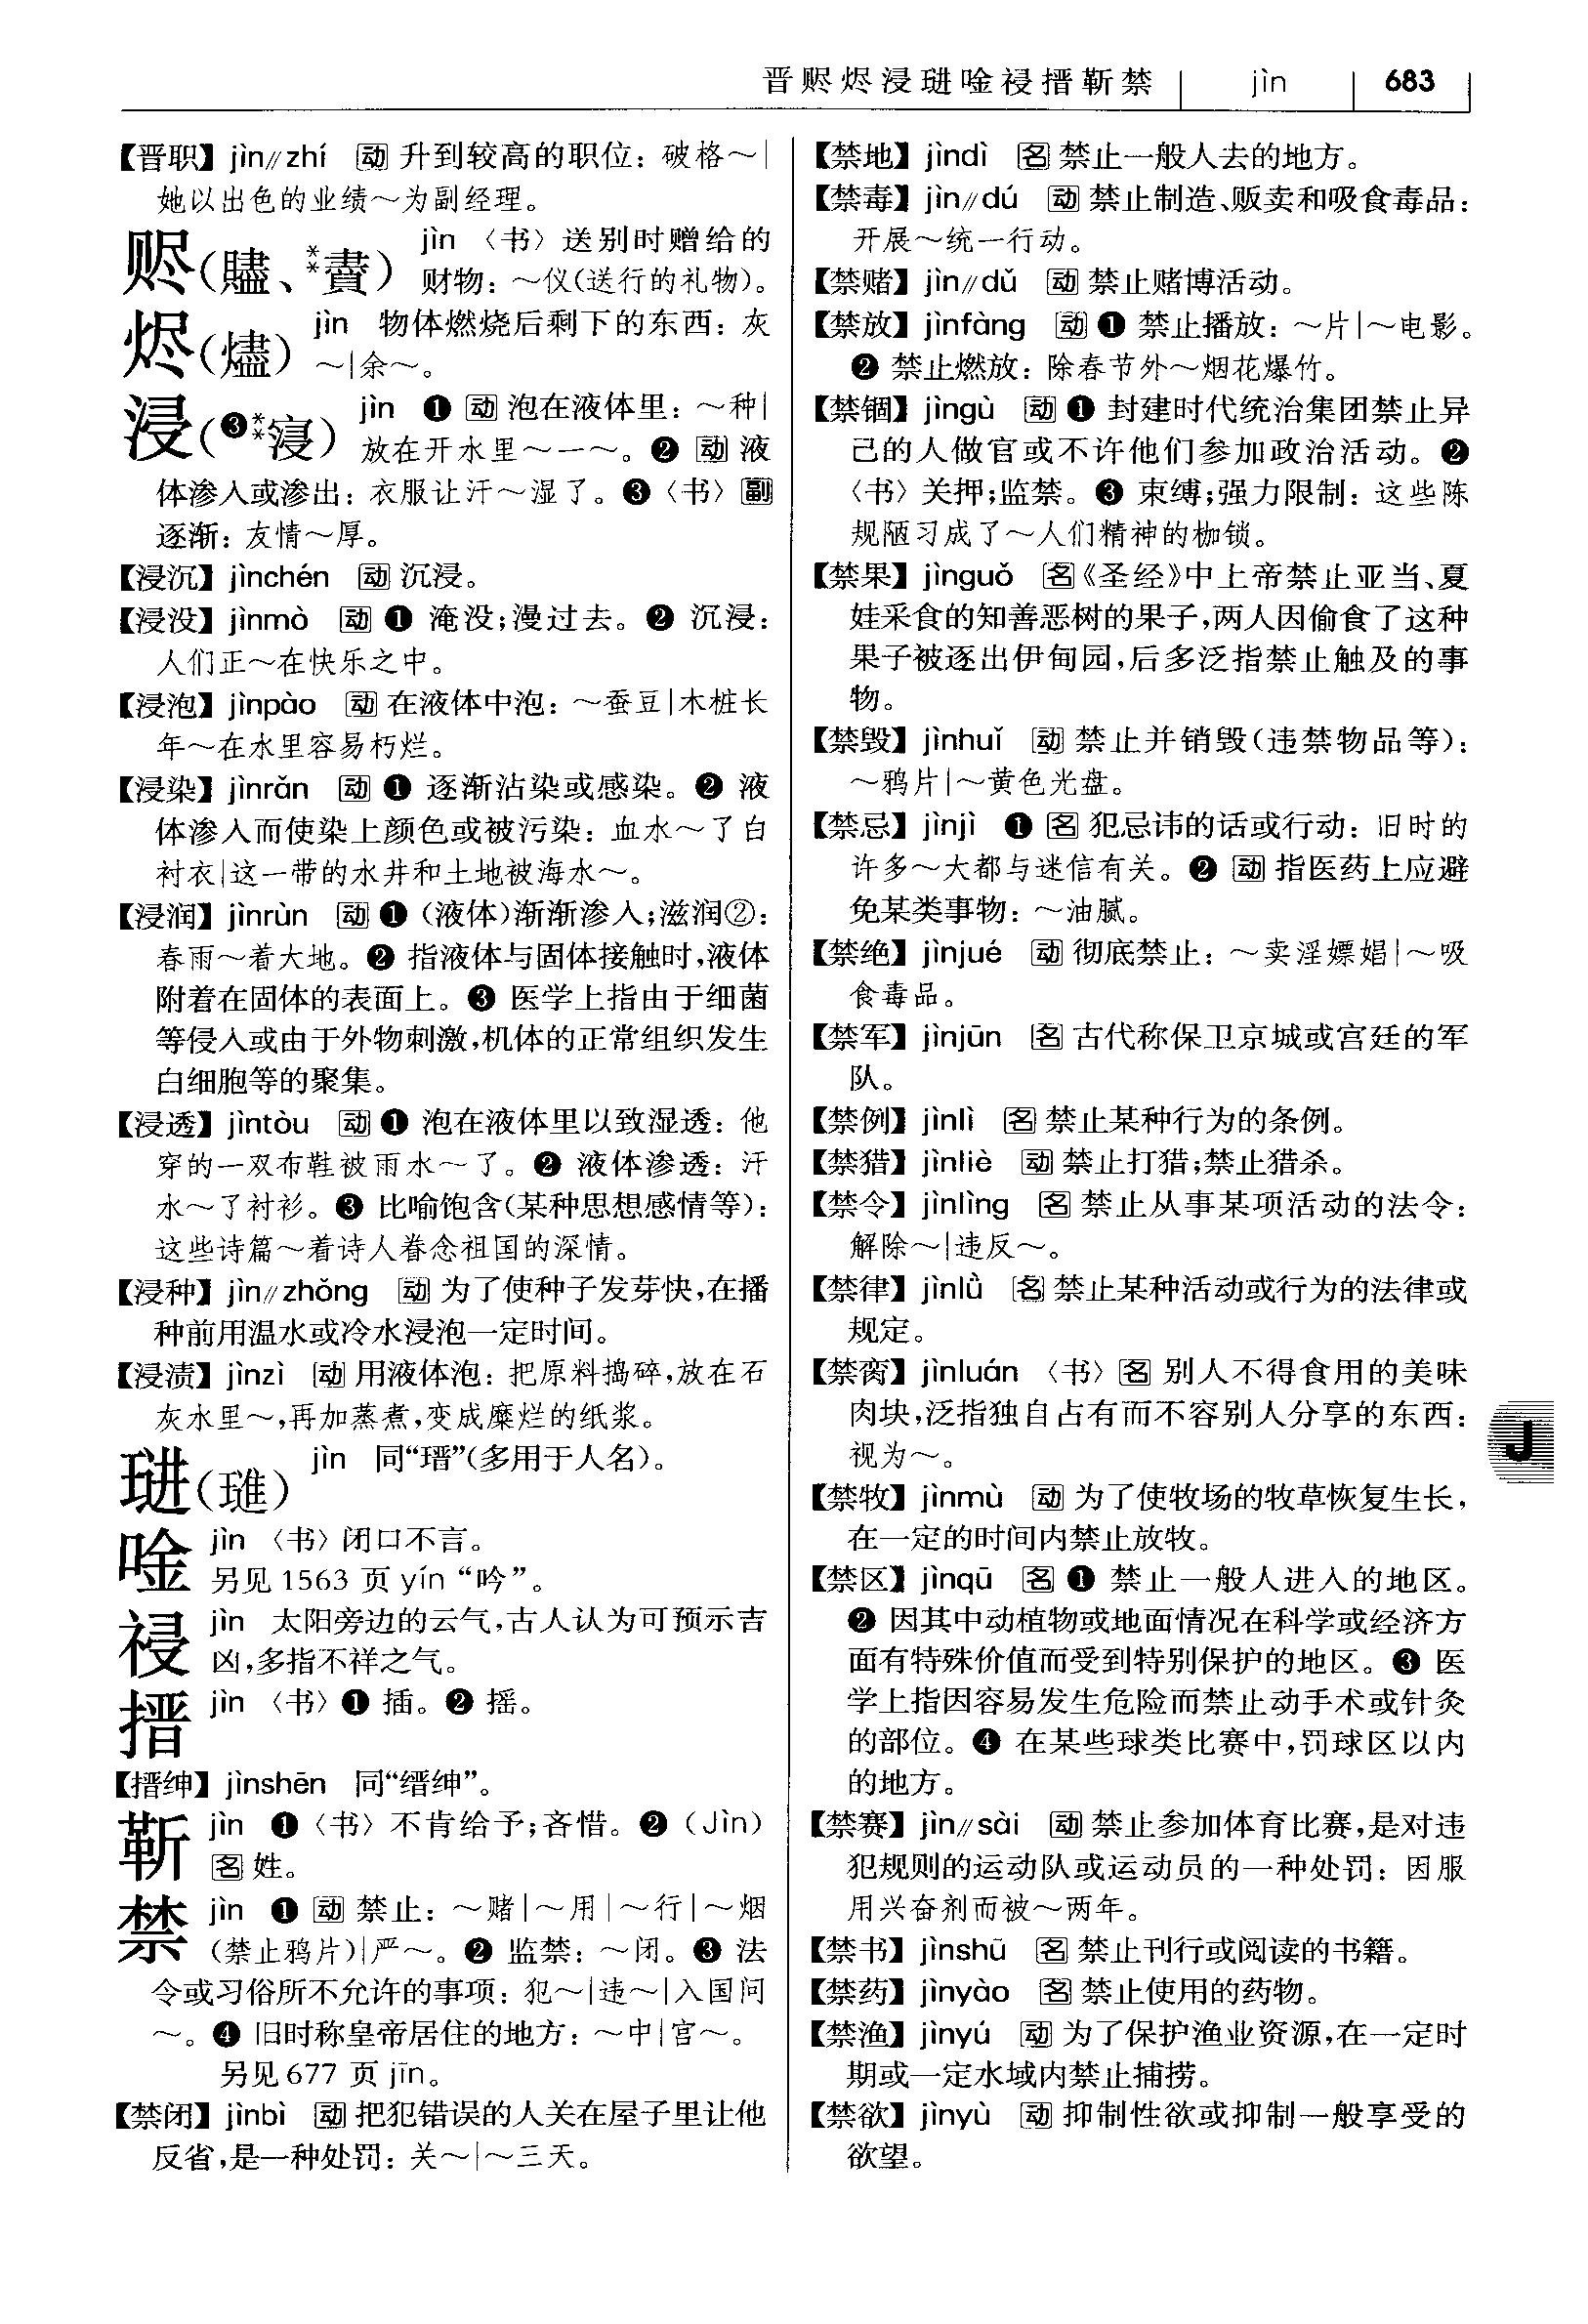 晋赆烬浸琎唫祲搢靳禁 jìn 683
【晋职】 jìn∥zhí 动 升到较高的职位：破格～|
她以出色的业绩～为副经理。
赆(贐、**賮) jìn 〈书〉送别时赠给的
财物：～仪(送行的礼物)。
烬(燼) jìn 物体燃烧后剩下的东西：灰
～|余～。
浸(❸**寖) jìn ❶ 动 泡在液体里：～种|
放在开水里～一～。❷ 动 液
体渗入或渗出：衣服让汗～湿了。❸〈书〉副
逐渐：友情～厚。
【浸沉】 jìnchén 动 沉浸。
【浸没】 jìnmò 动 ❶ 淹没；漫过去。❷ 沉浸：
人们正～在快乐之中。
【浸泡】 jìnpào 动 在液体中泡：～蚕豆|木桩长
年～在水里容易朽烂。
【浸染】 jìnrǎn 动 ❶ 逐渐沾染或感染。❷ 液
体渗入而使染上颜色或被污染：血水～了白
衬衣|这一带的水井和土地被海水～。
【浸润】 jìnrùn 动 ❶ (液体)渐渐渗入；滋润②：
春雨～着大地。❷ 指液体与固体接触时，液体
附着在固体的表面上。❸ 医学上指由于细菌
等侵入或由于外物刺激，机体的正常组织发生
白细胞等的聚集。
【浸透】 jìntòu 动 ❶ 泡在液体里以致湿透：他
穿的一双布鞋被雨水～了。❷ 液体渗透：汗
水～了衬衫。❸ 比喻饱含(某种思想感情等)：
这些诗篇～着诗人眷念祖国的深情。
【浸种】 jìn∥zhǒng 动 为了使种子发芽快，在播
种前用温水或冷水浸泡一定时间。
【浸渍】 jìnzì 动 用液体泡：把原料捣碎，放在石
灰水里～，再加蒸煮，变成糜烂的纸浆。
琎(璡) jìn 同“瑨”(多用于人名)。
唫 jìn 〈书〉闭口不言。
另见 1563 页 yín “吟”。
祲 jìn 太阳旁边的云气，古人认为可预示吉
凶，多指不祥之气。
搢 jìn 〈书〉❶ 插。❷ 摇。
【搢绅】 jìnshēn 同“缙绅”。
靳 jìn ❶〈书〉不肯给予；吝惜。❷（Jìn）
名 姓。
禁 jìn ❶ 动 禁止：～赌|～用|～行|～烟
(禁止鸦片)|严～。❷ 监禁：～闭。❸ 法
令或习俗所不允许的事项：犯～|违～|入国问
～。❹ 旧时称皇帝居住的地方：～中|宫～。
另见 677 页 jīn。
【禁闭】 jìnbì 动 把犯错误的人关在屋子里让他
反省，是一种处罚：关～|～三天。
【禁地】 jìndì 名 禁止一般人去的地方。
【禁毒】 jìn∥dú 动 禁止制造、贩卖和吸食毒品：
开展～统一行动。
【禁赌】 jìn∥dǔ 动 禁止赌博活动。
【禁放】 jìnfàng 动 ❶ 禁止播放：～片|～电影。
❷ 禁止燃放：除春节外～烟花爆竹。
【禁锢】 jìngù 动 ❶ 封建时代统治集团禁止异
己的人做官或不许他们参加政治活动。❷
〈书〉关押；监禁。❸ 束缚；强力限制：这些陈
规陋习成了～人们精神的枷锁。
【禁果】 jìnguǒ 名《圣经》中上帝禁止亚当、夏
娃采食的知善恶树的果子，两人因偷食了这种
果子被逐出伊甸园，后多泛指禁止触及的事
物。
【禁毁】 jìnhuǐ 动 禁止并销毁(违禁物品等)：
～鸦片|～黄色光盘。
【禁忌】 jìnjì ❶ 名 犯忌讳的话或行动：旧时的
许多～大都与迷信有关。❷ 动 指医药上应避
免某类事物：～油腻。
【禁绝】 jìnjué 动 彻底禁止：～卖淫嫖娼|～吸
食毒品。
【禁军】 jìnjūn 名 古代称保卫京城或宫廷的军
队。
【禁例】 jìnlì 名 禁止某种行为的条例。
【禁猎】 jìnliè 动 禁止打猎；禁止猎杀。
【禁令】 jìnlìng 名 禁止从事某项活动的法令：
解除～|违反～。
【禁律】 jìnlǜ 名 禁止某种活动或行为的法律或
规定。
【禁脔】 jìnluán 〈书〉名 别人不得食用的美味
肉块，泛指独自占有而不容别人分享的东西：
视为～。
【禁牧】 jìnmù 动 为了使牧场的牧草恢复生长，
在一定的时间内禁止放牧。
【禁区】 jìnqū 名 ❶ 禁止一般人进入的地区。
❷ 因其中动植物或地面情况在科学或经济方
面有特殊价值而受到特别保护的地区。❸ 医
学上指因容易发生危险而禁止动手术或针灸
的部位。❹ 在某些球类比赛中，罚球区以内
的地方。
【禁赛】 jìn∥sài 动 禁止参加体育比赛，是对违
犯规则的运动队或运动员的一种处罚：因服
用兴奋剂而被～两年。
【禁书】 jìnshū 名 禁止刊行或阅读的书籍。
【禁药】 jìnyào 名 禁止使用的药物。
【禁渔】 jìnyú 动 为了保护渔业资源，在一定时
期或一定水域内禁止捕捞。
【禁欲】 jìnyù 动 抑制性欲或抑制一般享受的
欲望。
J